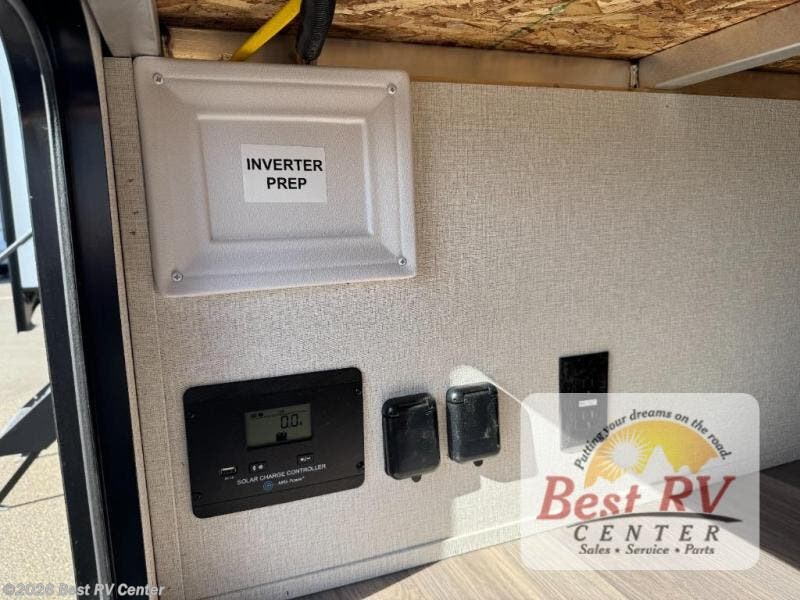 INVERTER
PREP
0.0
SOLAR CHARGE CONTROLLER
Putting your dreams on the road.
Best RV
CENTER
Sales • Service • Parts
©2026 Best RV Center